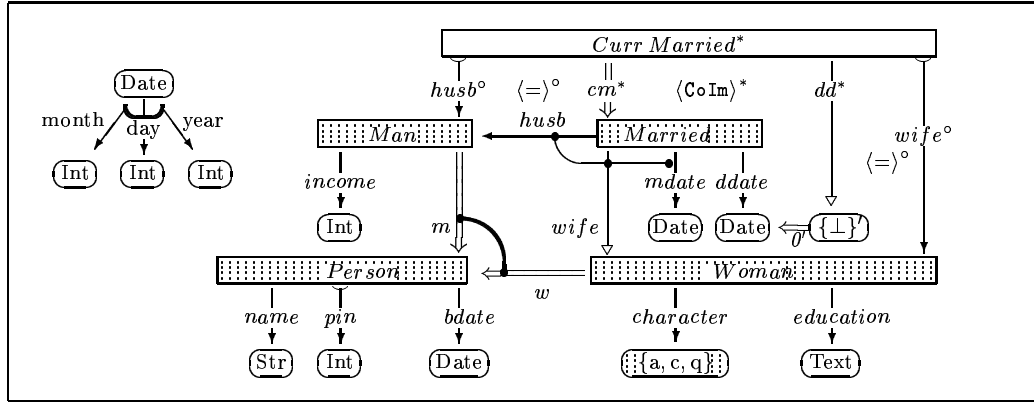 Curr Married*
Date
husb° ⟨=⟩° cm* ⟨CoIm⟩* dd*
month day year
husb
Man Married wife°
⟨=⟩°
Int Int Int
income mdate ddate
Int m wife Date Date 0′ {⊥}′
Person Woman
w
name pin bdate character education
Str Int Date {a, c, q} Text